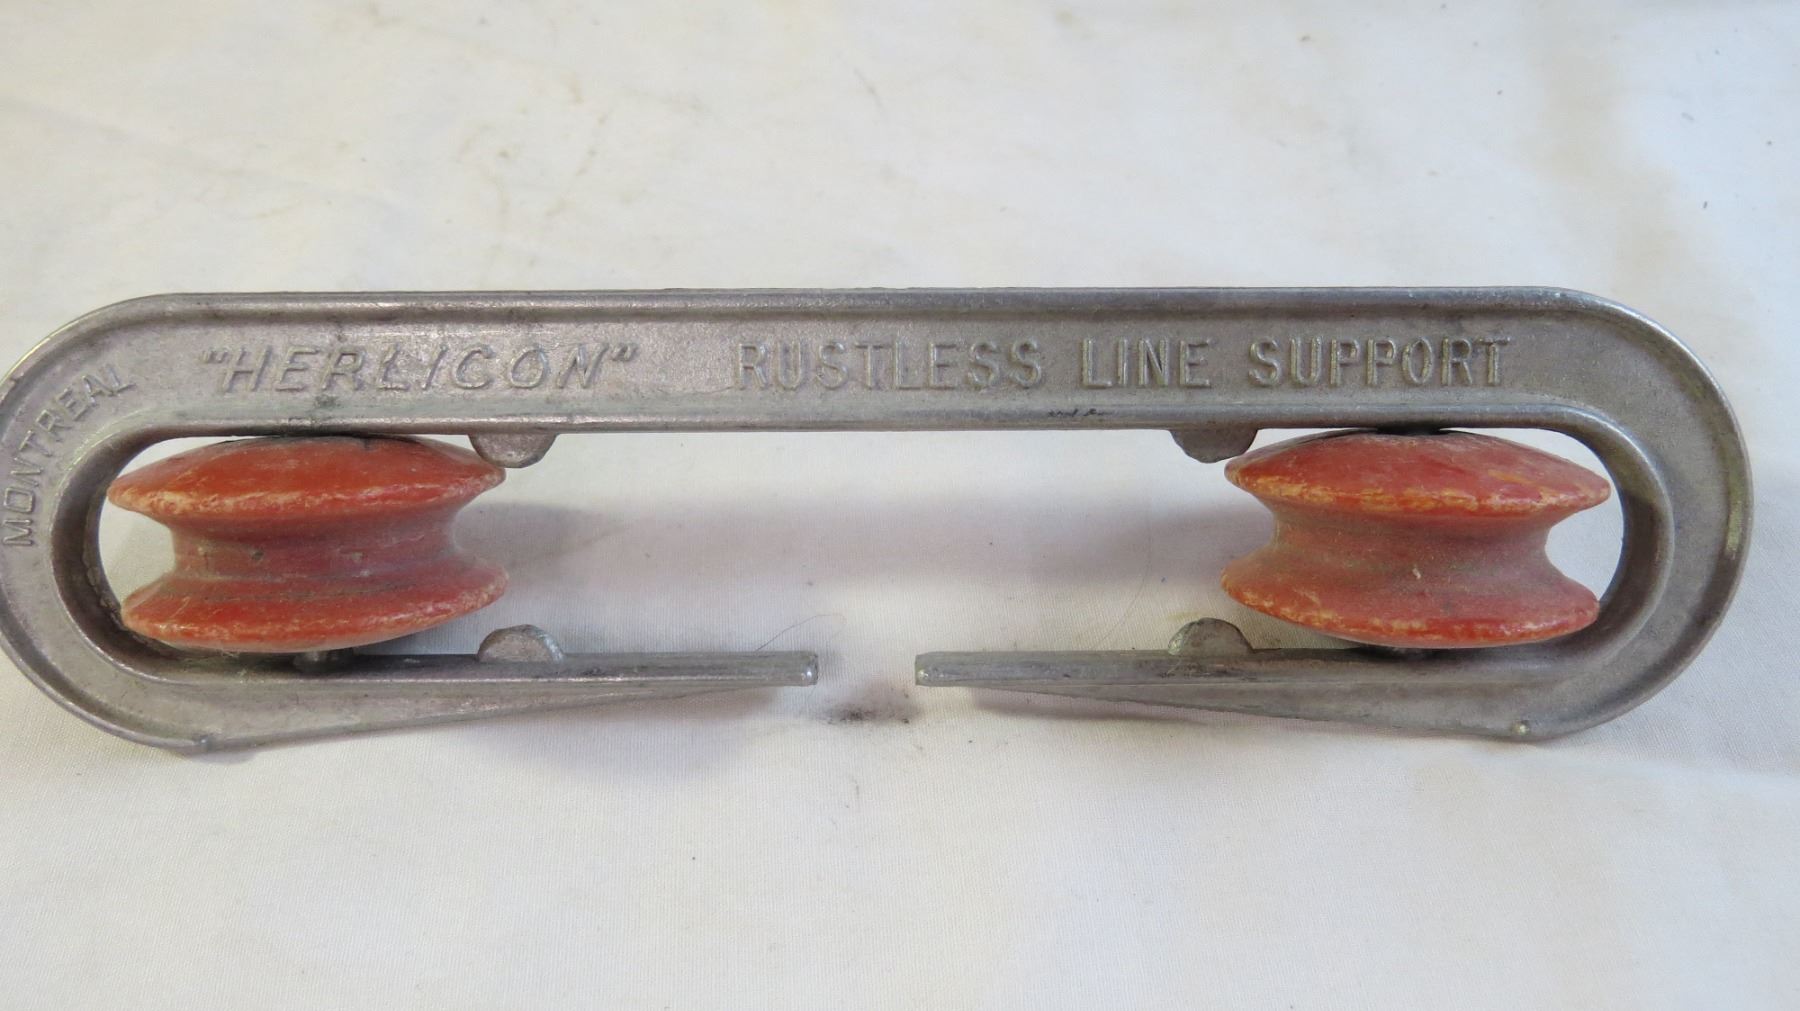 MONTREAL "HERLICON" RUSTLESS LINE SUPPORT